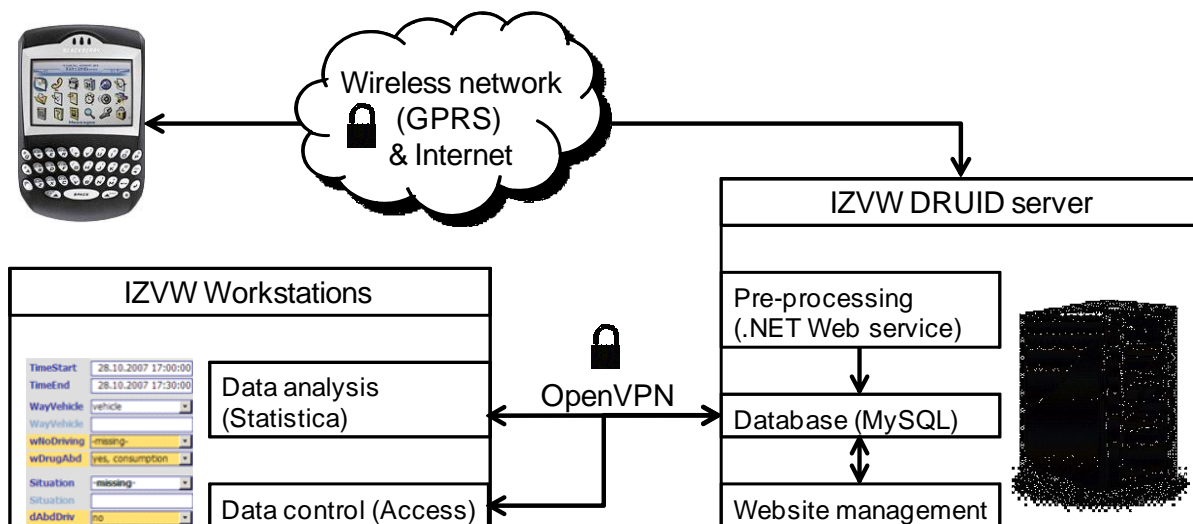 Wireless network
(GPRS)
& Internet
IZVW DRUID server
IZVW Workstations
Pre-processing
(.NET Web service)
TimeStart 28.10.2007 17:00:00
TimeEnd 28.10.2007 17:30:00
WayVehicle vehicle
WayVehicle
wNoDriving -missing-
wDrugAbd yes, consumption
Situation -missing-
Situation
dAbdDriv no
Data analysis
(Statistica)
OpenVPN
Database (MySQL)
Data control (Access)
Website management